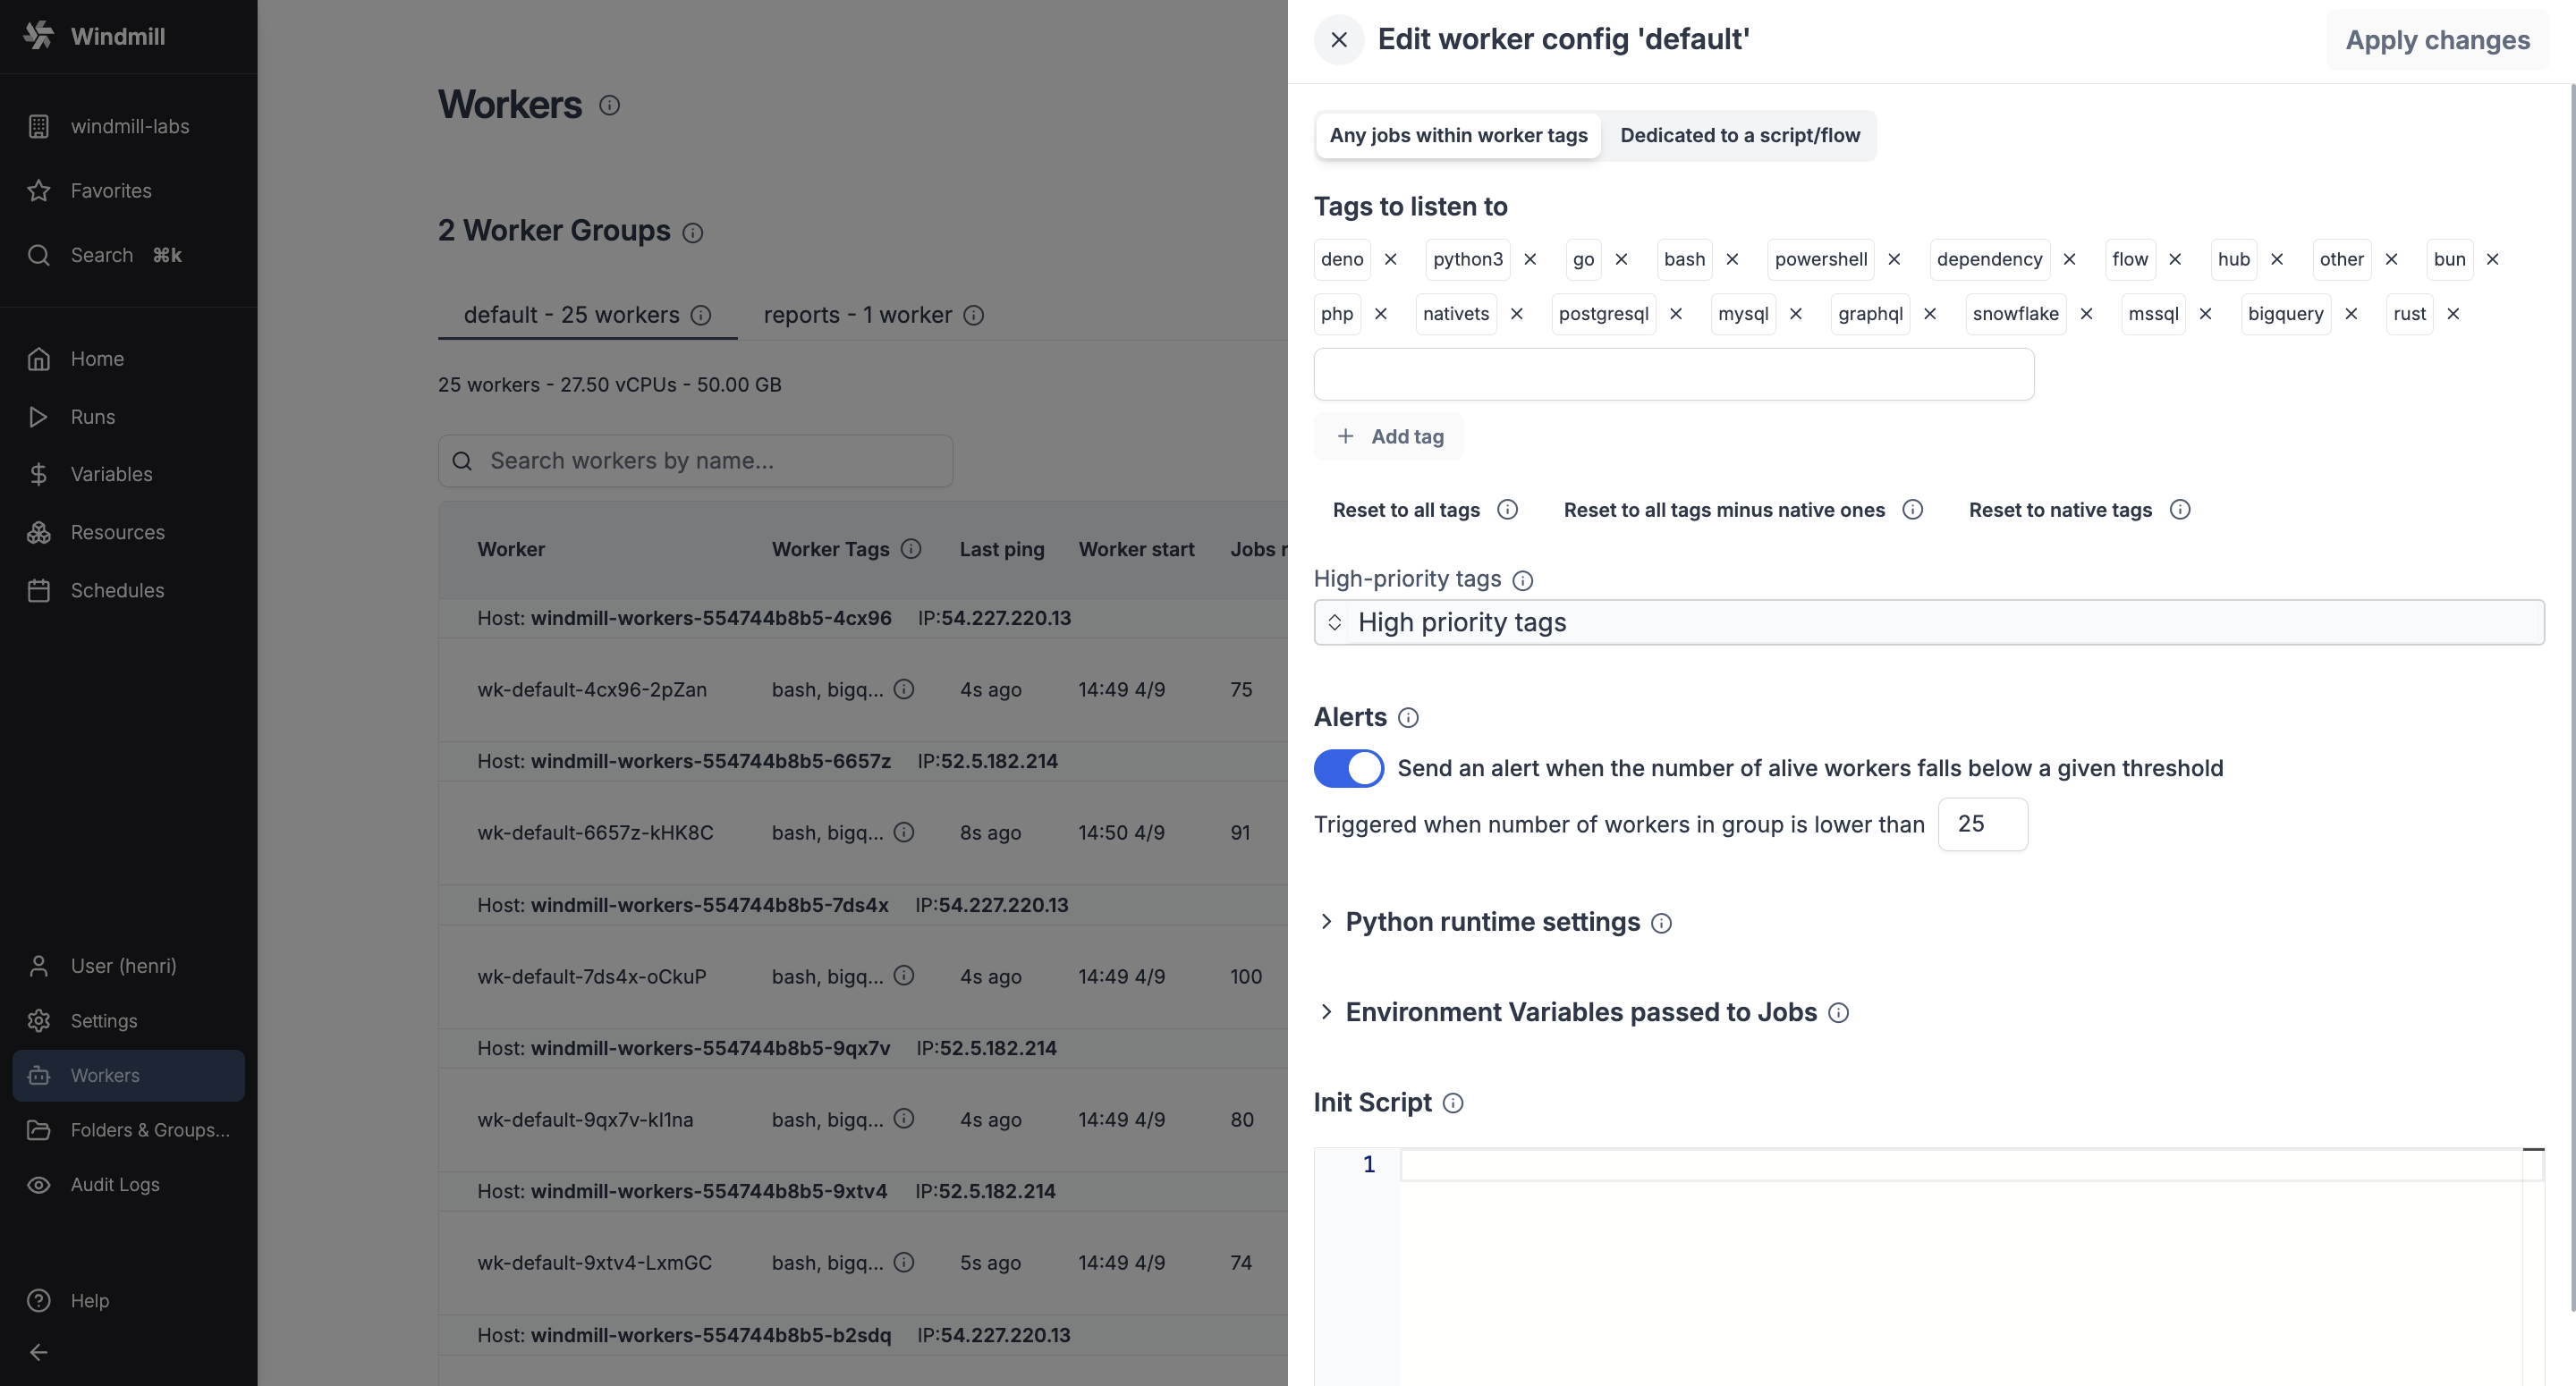 Windmill
windmill-labs
Favorites
Search ⌘k
Home
Runs
Variables
Resources
Schedules
User (henri)
Settings
Workers
Folders & Groups...
Audit Logs
Help
Workers
2 Worker Groups
default - 25 workers reports - 1 worker
25 workers - 27.50 vCPUs - 50.00 GB
Search workers by name...
Worker Worker Tags Last ping Worker start Jobs
Host: windmill-workers-554744b8b5-4cx96 IP:54.227.220.13
wk-default-4cx96-2pZan bash, bigq... 4s ago 14:49 4/9 75
Host: windmill-workers-554744b8b5-6657z IP:52.5.182.214
wk-default-6657z-kHK8C bash, bigq... 8s ago 14:50 4/9 91
Host: windmill-workers-554744b8b5-7ds4x IP:54.227.220.13
wk-default-7ds4x-oCkuP bash, bigq... 4s ago 14:49 4/9 100
Host: windmill-workers-554744b8b5-9qx7v IP:52.5.182.214
wk-default-9qx7v-kl1na bash, bigq... 4s ago 14:49 4/9 80
Host: windmill-workers-554744b8b5-9xtv4 IP:52.5.182.214
wk-default-9xtv4-LxmGC bash, bigq... 5s ago 14:49 4/9 74
Host: windmill-workers-554744b8b5-b2sdq IP:54.227.220.13
Edit worker config 'default' Apply changes
Any jobs within worker tags Dedicated to a script/flow
Tags to listen to
deno python3 go bash powershell dependency flow hub other bun
php nativets postgresql mysql graphql snowflake mssql bigquery rust
+ Add tag
Reset to all tags Reset to all tags minus native ones Reset to native tags
High-priority tags
High priority tags
Alerts
Send an alert when the number of alive workers falls below a given threshold
Triggered when number of workers in group is lower than 25
Python runtime settings
Environment Variables passed to Jobs
Init Script
1